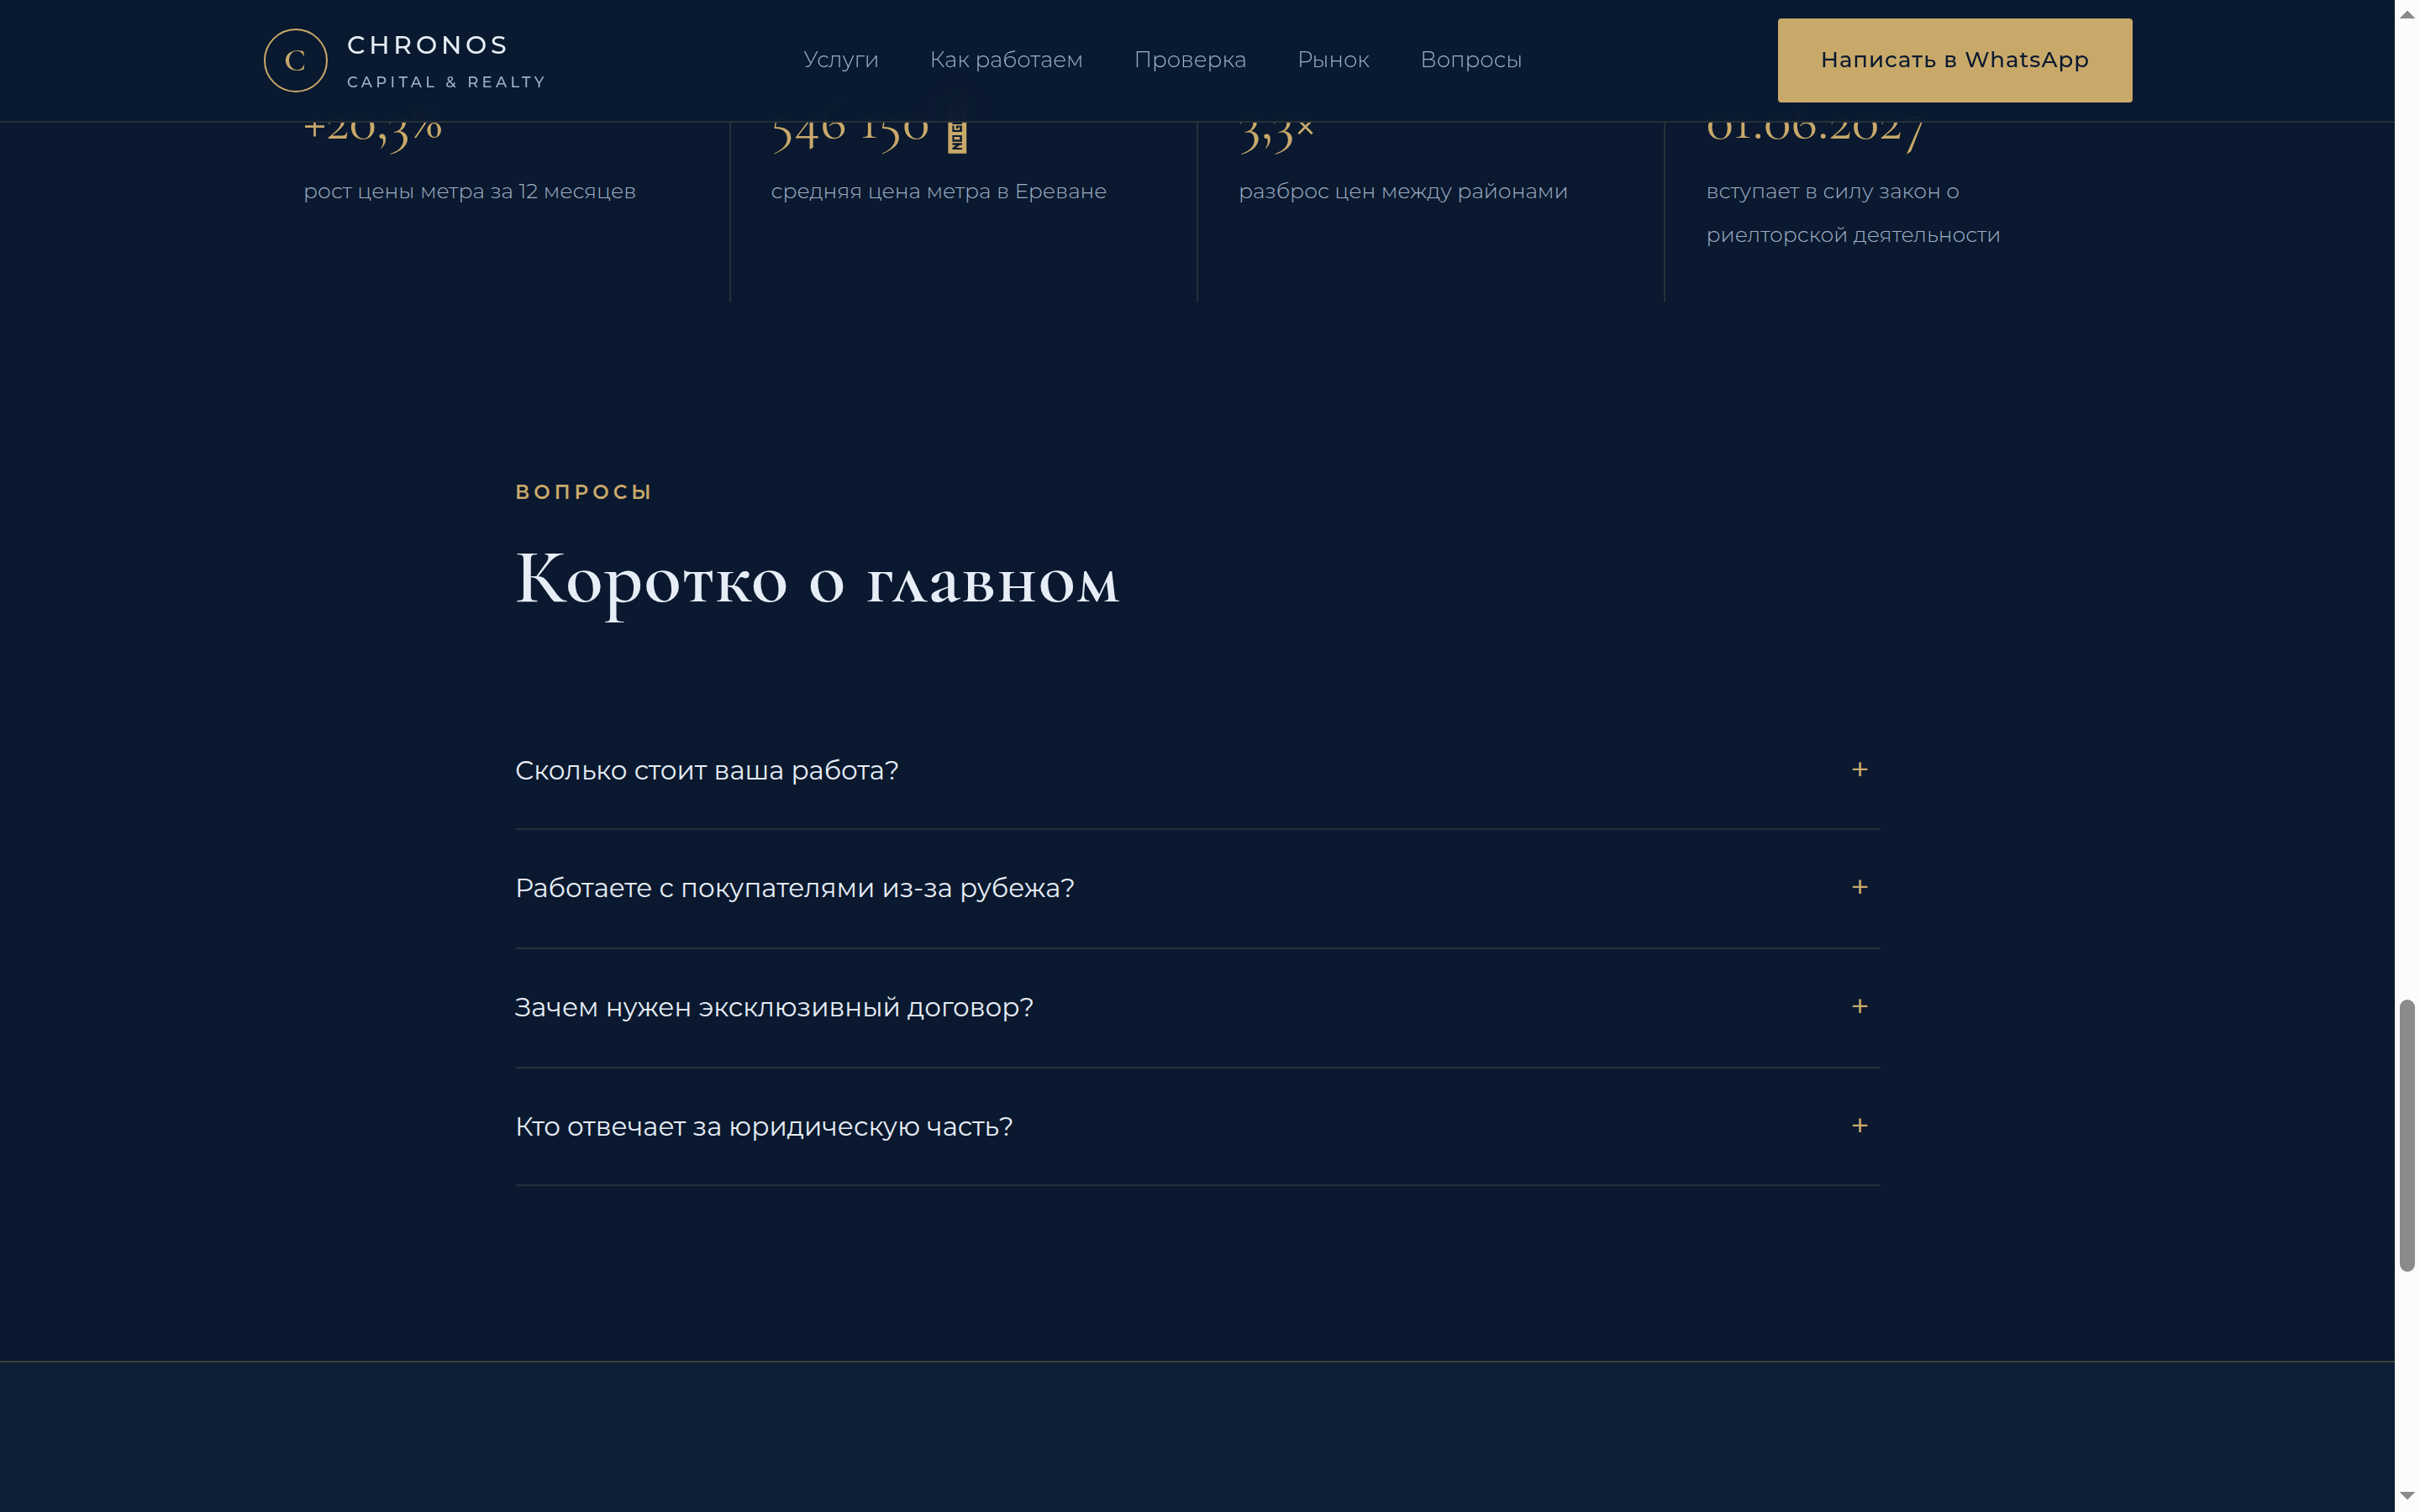 C
CHRONOS
CAPITAL & REALTY
Услуги
Как работаем
Проверка
Рынок
Вопросы
Написать в WhatsApp
+20,3%
546 150
3,3×
01.06.2027
рост цены метра за 12 месяцев
средняя цена метра в Ереване
разброс цен между районами
вступает в силу закон о
риелторской деятельности
ВОПРОСЫ
Коротко о главном
Сколько стоит ваша работа?
+
Работаете с покупателями из-за рубежа?
+
Зачем нужен эксклюзивный договор?
+
Кто отвечает за юридическую часть?
+